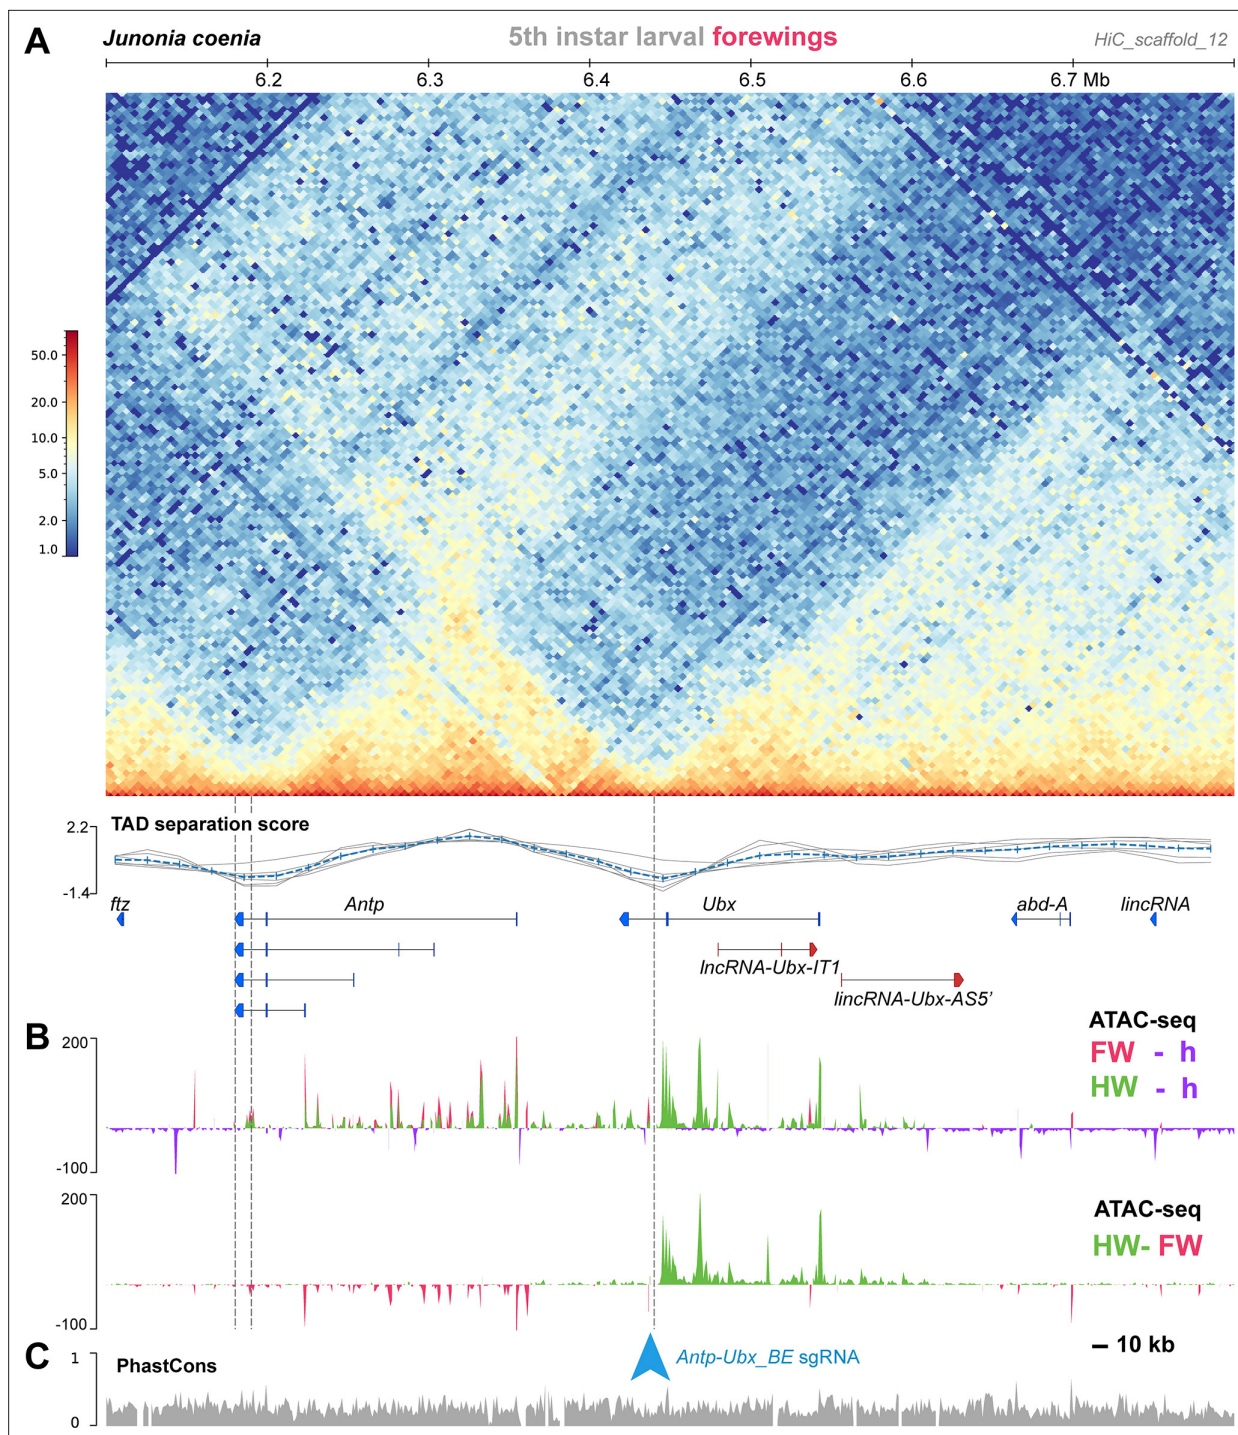 A
Junonia coenia
5th instar larval forewings
HiC_scaffold_12
6.2 6.3 6.4 6.5 6.6 6.7 Mb
50.0
20.0
10.0
5.0
2.0
1.0
2.2
TAD separation score
-1.4
ftz Antp Ubx abd-A lincRNA
lncRNA-Ubx-IT1
lincRNA-Ubx-AS5'
B
ATAC-seq
200
FW - h
HW - h
-100
200
ATAC-seq
HW- FW
-100
10 kb
C
1
PhastCons
Antp-Ubx_BE sgRNA
0